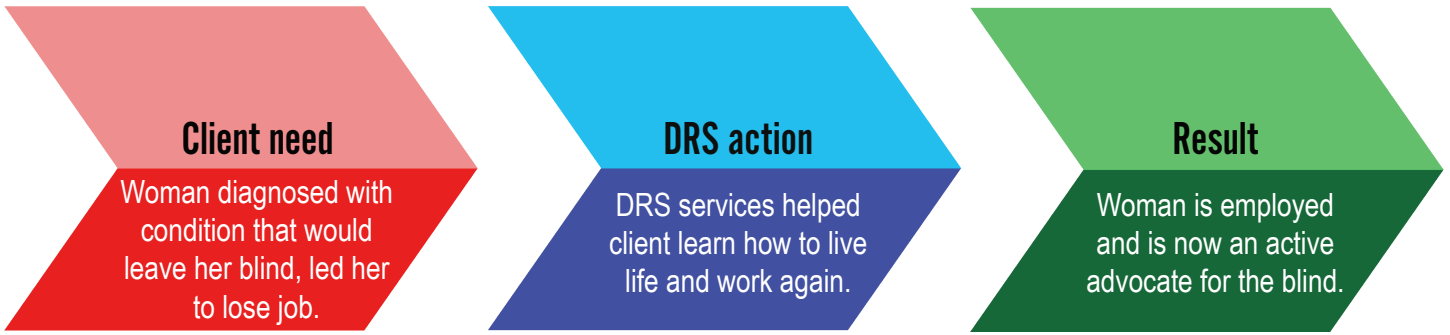 Client need
Woman diagnosed with
condition that would
leave her blind, led her
to lose job.
DRS action
DRS services helped
client learn how to live
life and work again.
Result
Woman is employed
and is now an active
advocate for the blind.